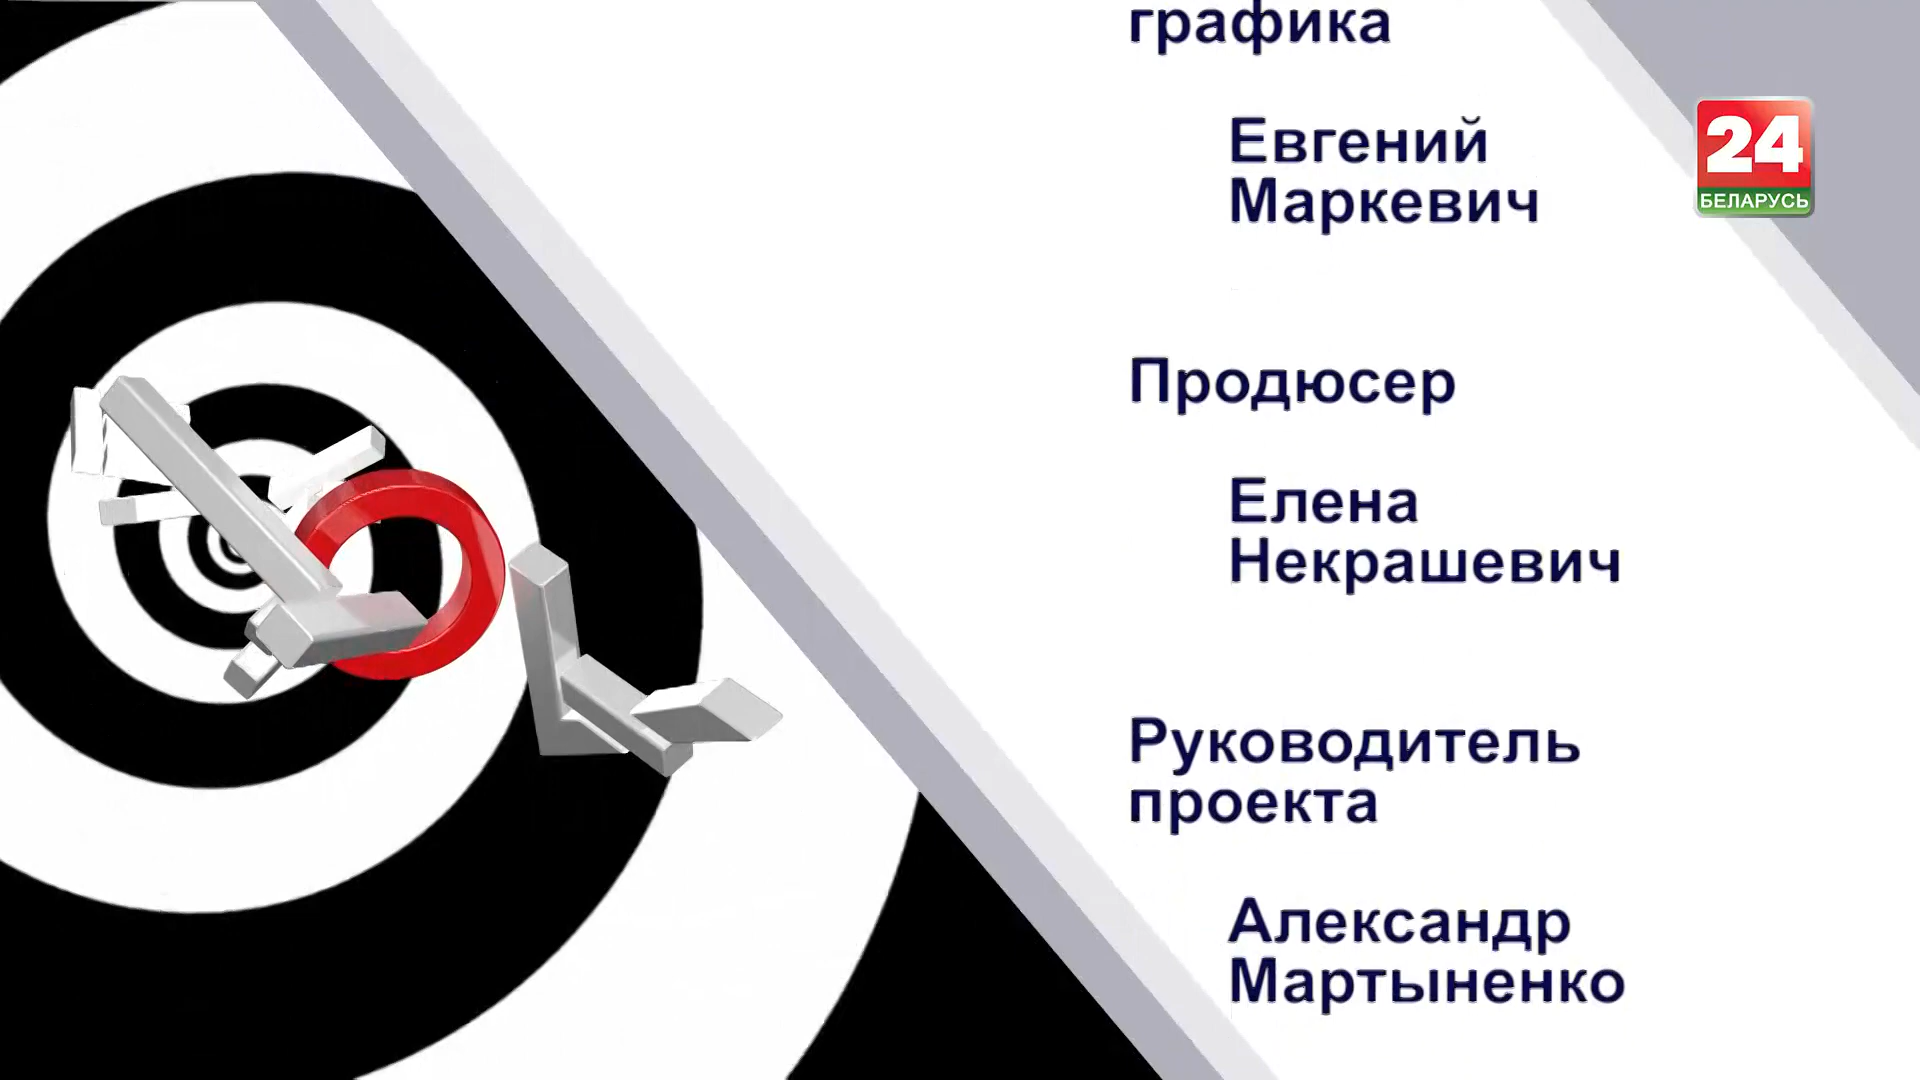 графика
Евгений
Маркевич
24
БЕЛАРУСЬ
Продюсер
Елена
Некрашевич
Руководитель
проекта
Александр
Мартыненко